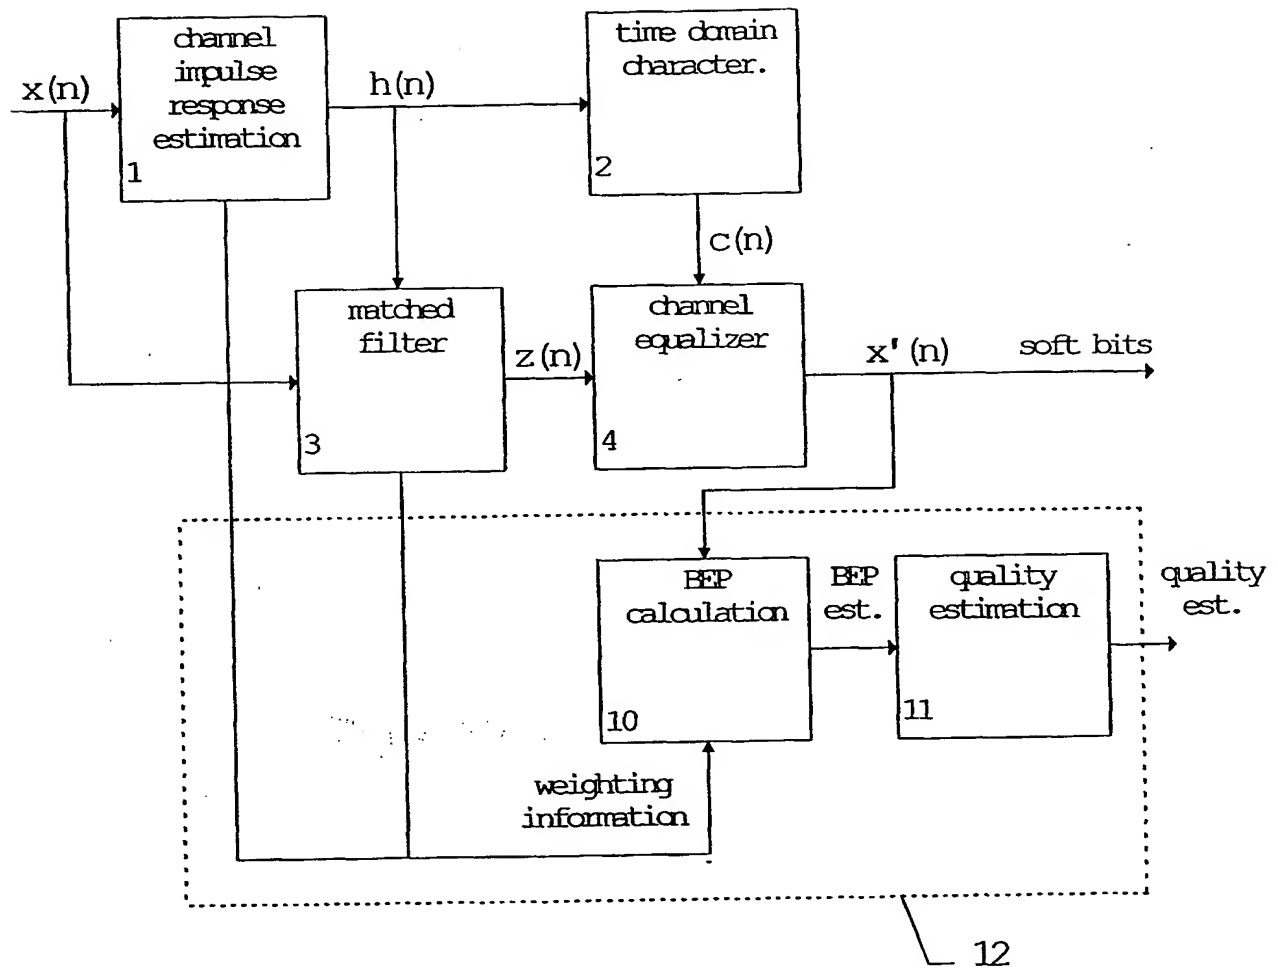 channel
impulse
response
estimation
1
time domain
character.
2
x(n)
h(n)
c(n)
matched
filter
3
z(n)
channel
equalizer
4
x'(n)
soft bits
BEP
calculation
10
BEP
est.
quality
estimation
11
quality
est.
weighting
information
12